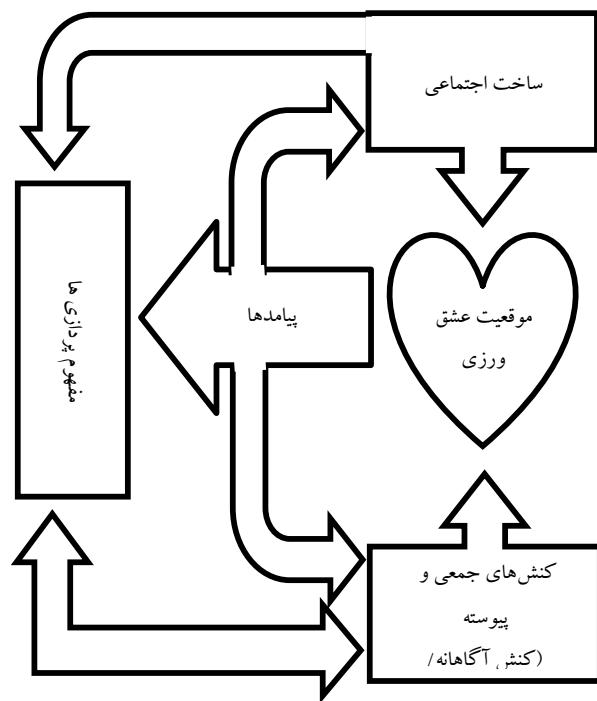 ساخت اجتماعی
موقعیت عشق
ورزی
پیامدها
مفهوم پردازی ها
کنش‌های جمعی و
پیوسته
(کنش آگاهانه/